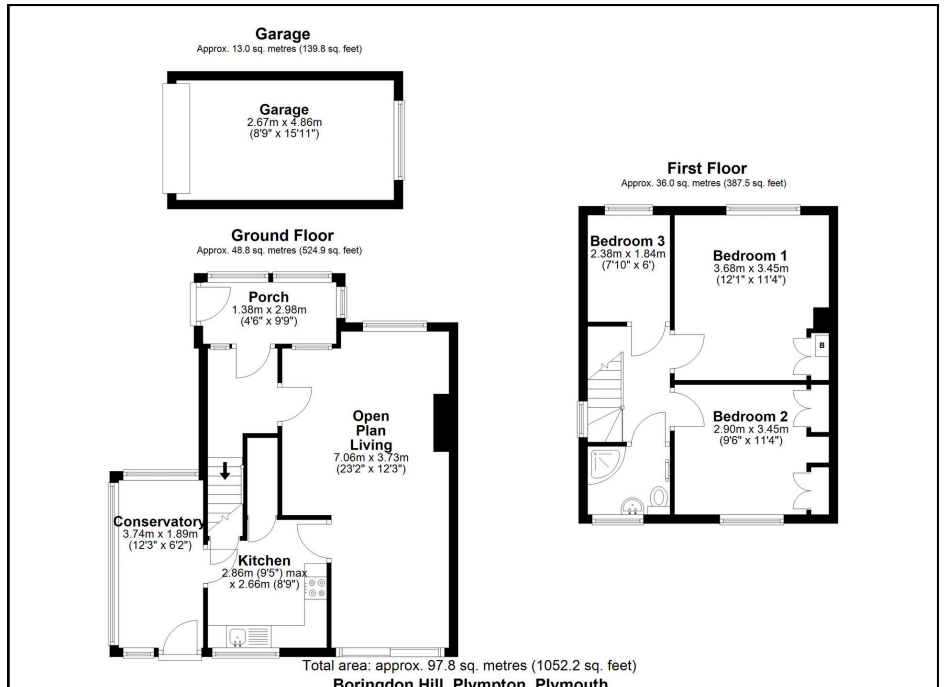 Garage
Approx. 13.0 sq. metres (139.8 sq. feet)
Garage
2.67m x 4.86m
(8'9" x 15'11")
Ground Floor
Approx. 48.8 sq. metres (524.9 sq. feet)
Porch
1.38m x 2.98m
(4'6" x 9'9")
Open
Plan
Living
7.06m x 3.73m
(23'2" x 12'3")
Conservatory
3.74m x 1.89m
(12'3" x 6'2")
Kitchen
2.86m (9'5") max
x 2.66m (8'9")
First Floor
Approx. 36.0 sq. metres (387.5 sq. feet)
Bedroom 3
2.38m x 1.84m
(7'10" x 6')
Bedroom 1
3.68m x 3.45m
(12'1" x 11'4")
B
Bedroom 2
2.90m x 3.45m
(9'6" x 11'4")
Total area: approx. 97.8 sq. metres (1052.2 sq. feet)
Boringdon Hill, Plympton, Plymouth